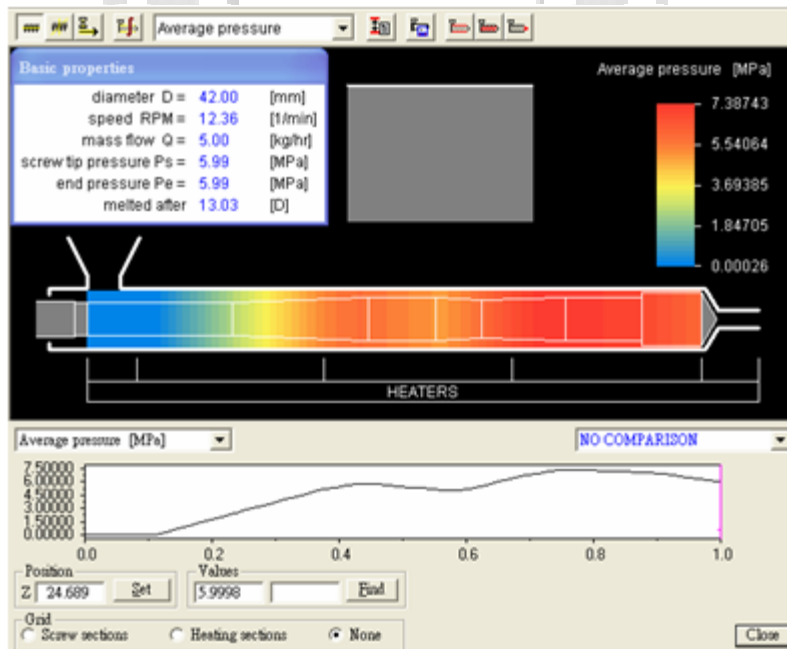 Average pressure
Basic properties
diameter D = 42.00 [mm]
speed RPM = 12.36 [1/min]
mass flow Q = 5.00 [kg/hr]
screw tip pressure Ps = 5.99 [MPa]
end pressure Pe = 5.99 [MPa]
melted after 13.03 [D]
Average pressure [MPa]
7.38743
5.54064
3.69385
1.84705
0.00026
HEATERS
Average pressure [MPa]
NO COMPARISON
7.50000
6.00000
4.50000
3.00000
1.50000
0.00000
0.0 0.2 0.4 0.6 0.8 1.0
Position
Z 24.689 Set
Values
5.9998 Find
Grid
Screw sections Heating sections None
Close